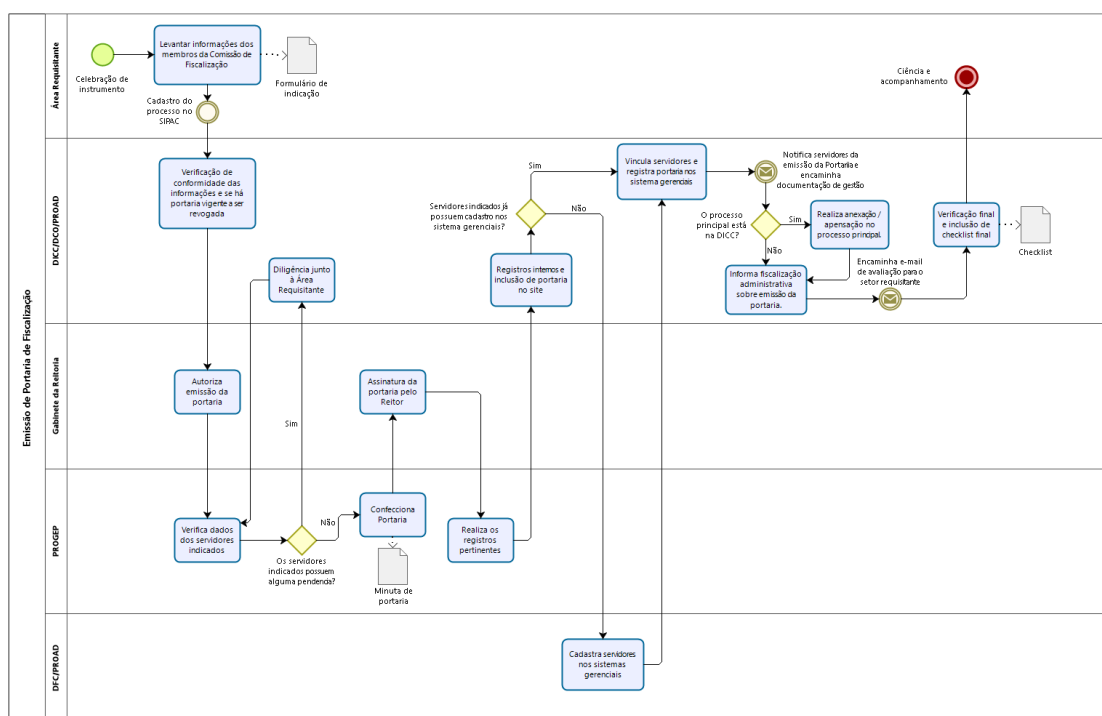 Emissão de Portaria de Fiscalização
Área Requisitante
Celebração de
instrumento
Levantar informações dos
membros da Comissão de
Fiscalização
Formulário de
indicação
Cadastro do
processo no
SIPAC
Ciência e
acompanhamento
DICC/DCO/PROAD
Verificação de
conformidade das
informações e se há
portaria vigente a ser
revogada
Diligência junto
à Área
Requisitante
Servidores indicados já
possuem cadastro nos
sistema gerenciais?
Sim
Não
Registros internos e
inclusão de portaria
no site
Vincula servidores e
registra portaria nos
sistema gerenciais
Notifica servidores da
emissão da Portariia e
encaminha
documentação de gestão
O processo
principal está
na DICC?
Sim
Não
Realiza anexação /
apensação no
processo principal.
Informa fiscalização
administrativa
sobre emissão da
portaria.
Encaminha e-mail
de avaliação para o
setor requisitante
Verificação final
e inclusão de
checklist final
Checklist
Gabinete da Reitoria
Autoriza
emissão da
portaria
Sim
Assinatura da
portaria pelo
Reitor
PROGEP
Verifica dados
dos servidores
indicados
Os servidores
indicados possuem
alguma pendencia?
Não
Confecciona
Portaria
Minuta de
portaria
Realiza os
registros
pertinentes
DFC/PROAD
Cadastra servidores
nos sistemas
gerenciais